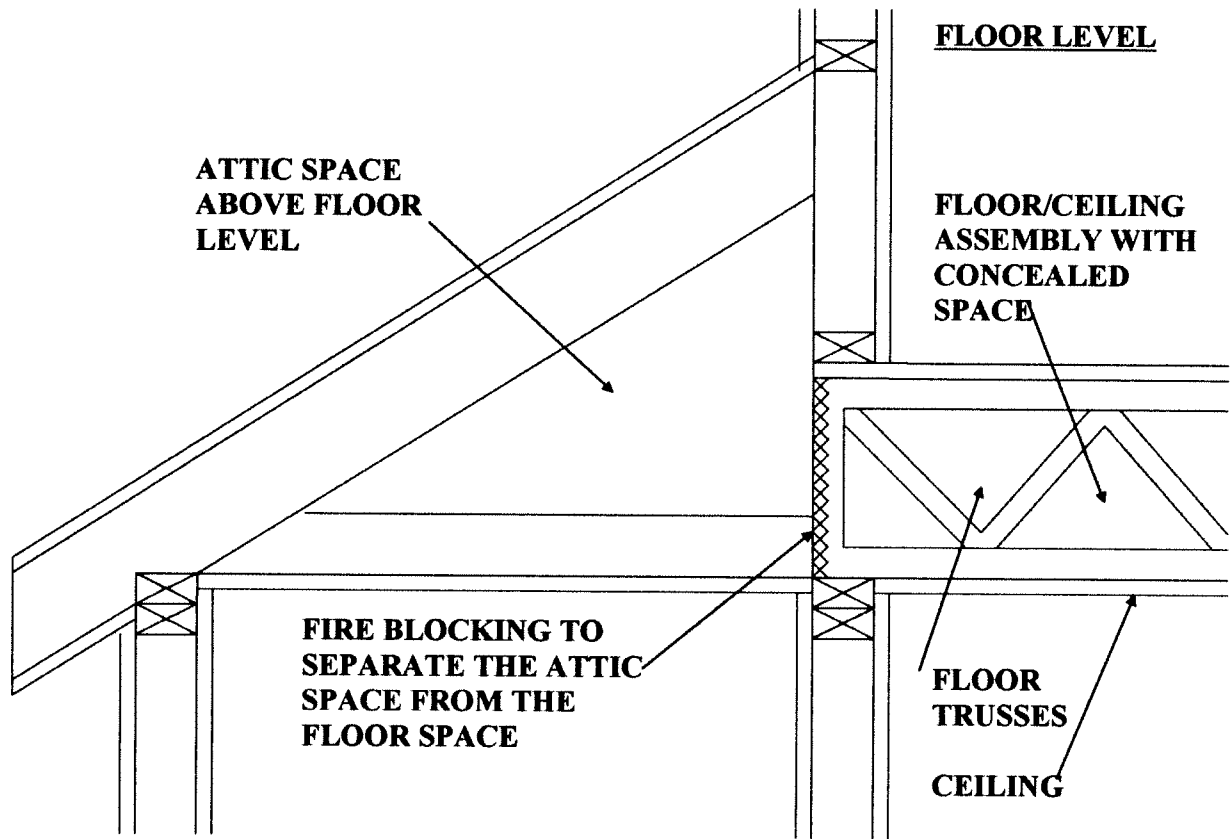 FLOOR LEVEL
ATTIC SPACE
ABOVE FLOOR
LEVEL
FLOOR/CEILING
ASSEMBLY WITH
CONCEALED
SPACE
FIRE BLOCKING TO
SEPARATE THE ATTIC
SPACE FROM THE
FLOOR SPACE
FLOOR
TRUSSES
CEILING